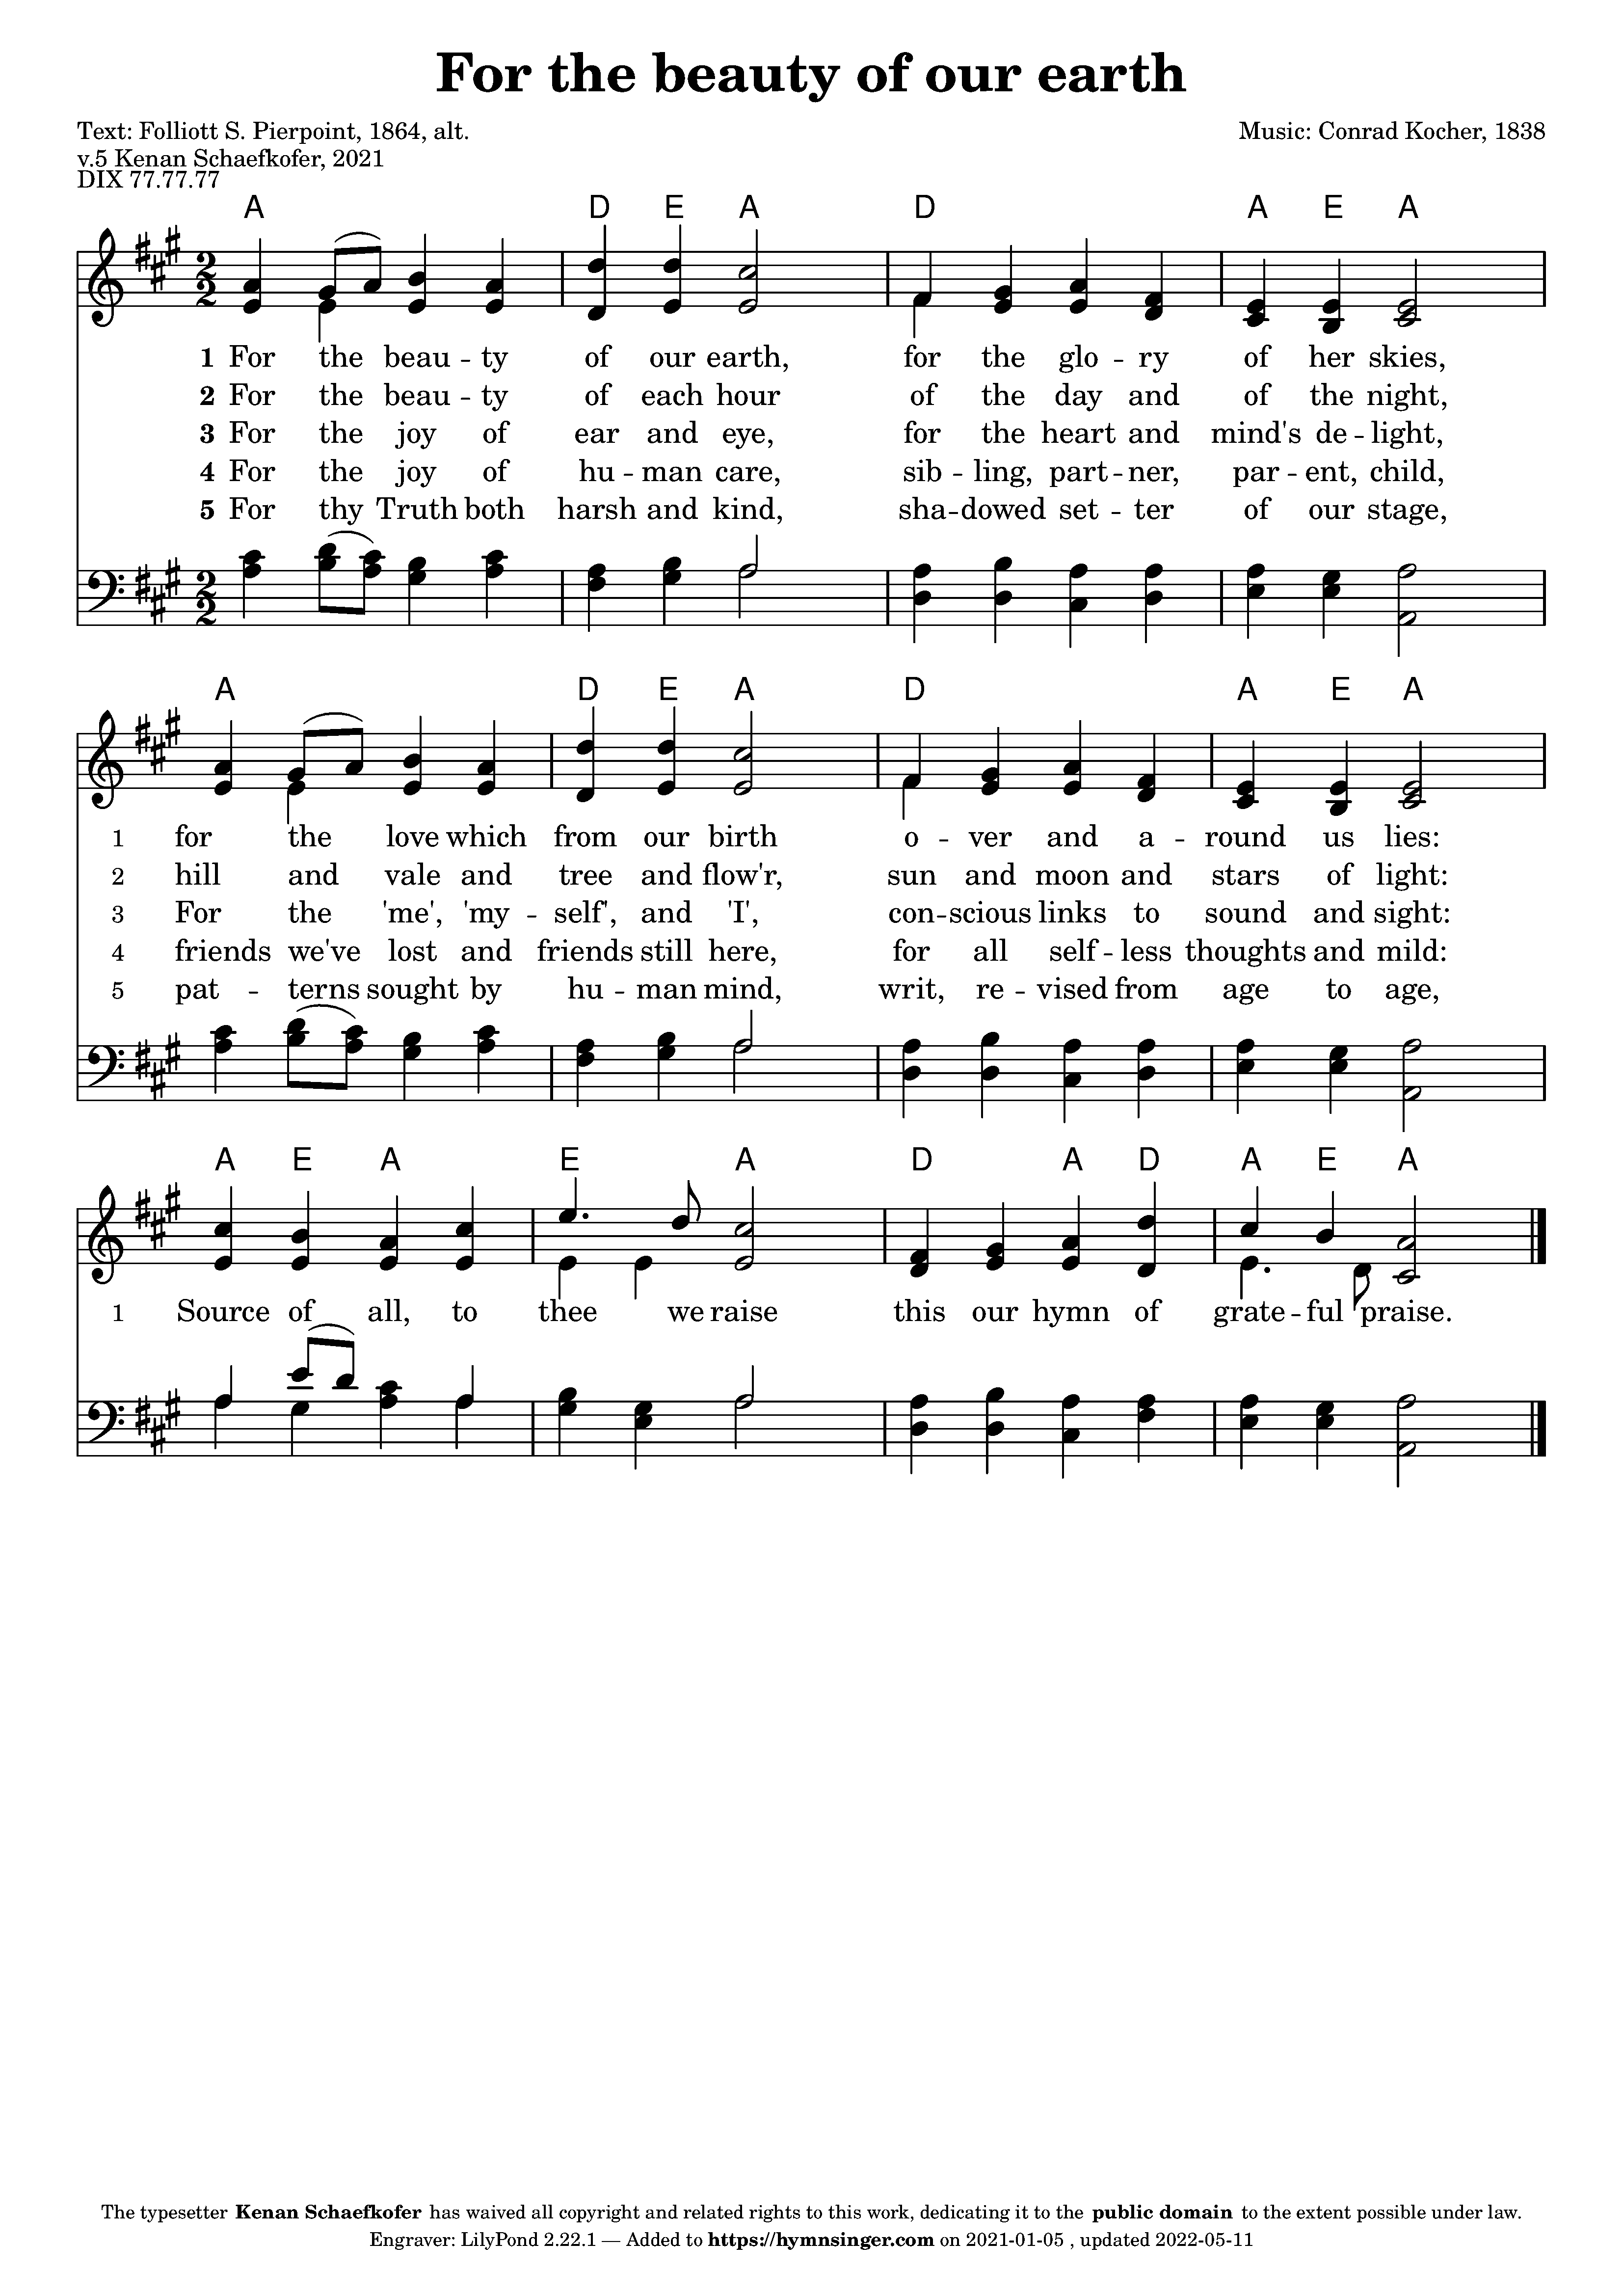 For the beauty of our earth
Text: Folliott S. Pierpoint, 1864, alt.
Music: Conrad Kocher, 1838
v.5 Kenan Schaefkofer, 2021
DIX 77.77.77
A D E A D A E A
1 For the beau -- ty of our earth, for the glo -- ry of her skies,
2 For the beau -- ty of each hour of the day and of the night,
3 For the joy of ear and eye, for the heart and mind's de -- light,
4 For the joy of hu -- man care, sib -- ling, part -- ner, par -- ent, child,
5 For thy Truth both harsh and kind, sha -- dowed set -- ter of our stage,
A D E A D A E A
1 for the love which from our birth o -- ver and a -- round us lies:
2 hill and vale and tree and flow'r, sun and moon and stars of light:
3 For the 'me', 'my -- self', and 'I', con -- scious links to sound and sight:
4 friends we've lost and friends still here, for all self -- less thoughts and mild:
5 pat -- terns sought by hu -- man mind, writ, re -- vised from age to age,
A E A E A D A D A E A
1 Source of all, to thee we raise this our hymn of grate -- ful praise.
The typesetter Kenan Schaefkofer has waived all copyright and related rights to this work, dedicating it to the public domain to the extent possible under law.
Engraver: LilyPond 2.22.1 — Added to https://hymnsinger.com on 2021-01-05 , updated 2022-05-11